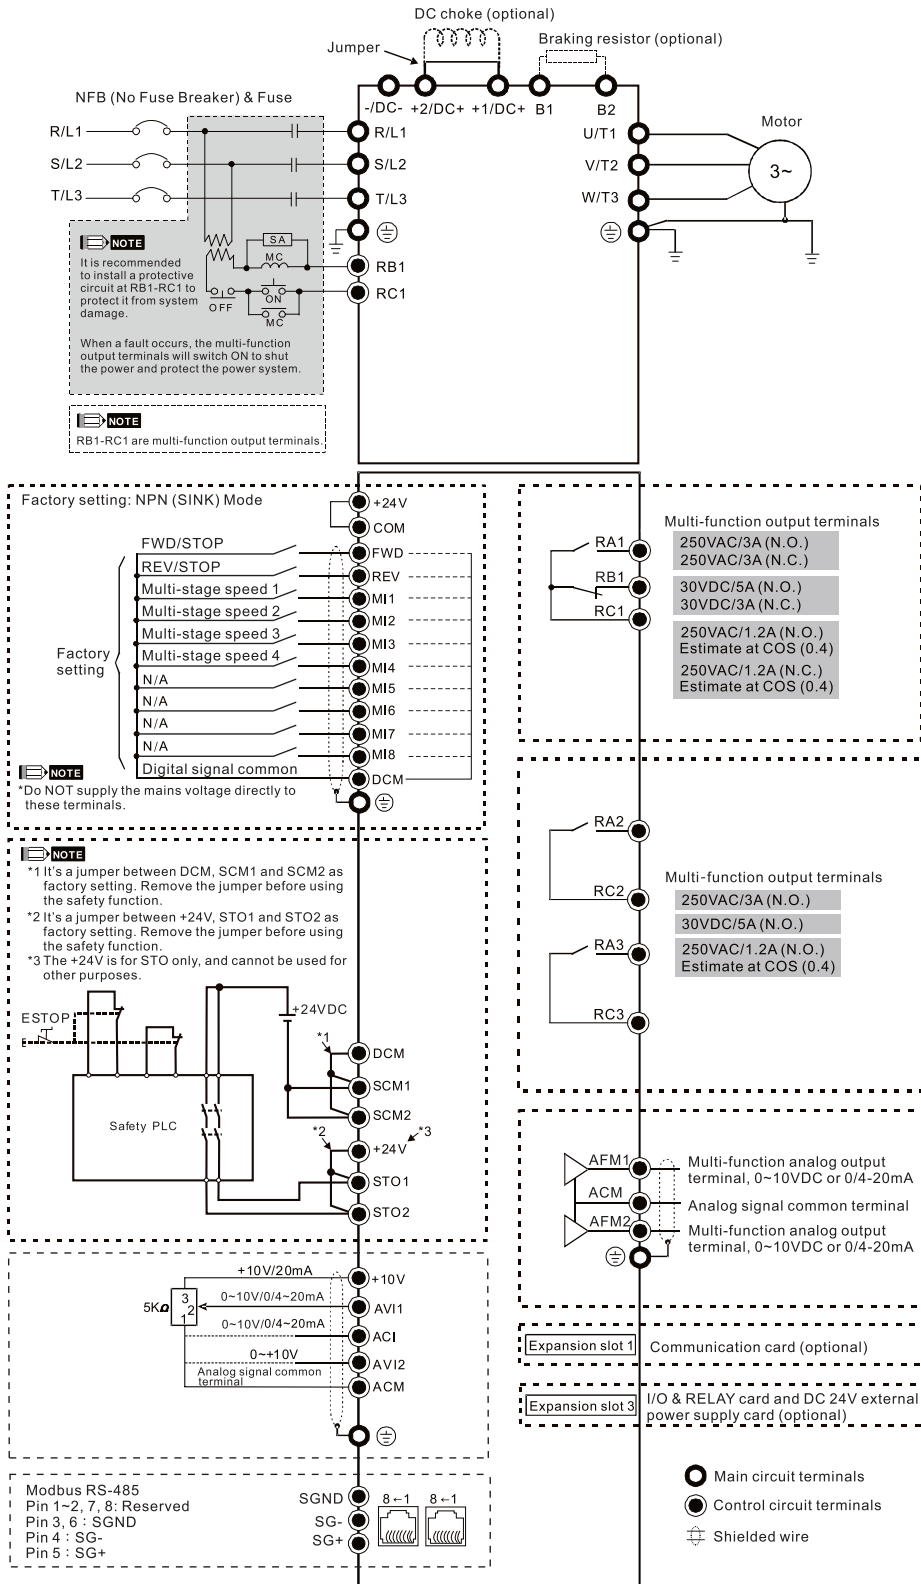 DC choke (optional)
Jumper
Braking resistor (optional)
NFB (No Fuse Breaker) & Fuse
-/DC- +2/DC+ +1/DC+ B1 B2
R/L1
S/L2
T/L3
R/L1
S/L2
T/L3
U/T1
V/T2
W/T3
Motor
3~
NOTE
It is recommended
to install a protective
circuit at RB1-RC1 to
protect it from system
damage.
SA
MC
ON
OFF
MC
RB1
RC1
When a fault occurs, the multi-function
output terminals will switch ON to shut
the power and protect the power system.
NOTE
RB1-RC1 are multi-function output terminals.
Factory setting: NPN (SINK) Mode
+24V
COM
FWD/STOP
FWD
REV/STOP
REV
Multi-stage speed 1
MI1
Multi-stage speed 2
MI2
Multi-stage speed 3
MI3
Multi-stage speed 4
MI4
Factory
setting
N/A
MI5
N/A
MI6
N/A
MI7
N/A
MI8
Digital signal common
DCM
NOTE
*Do NOT supply the mains voltage directly to
these terminals.
RA1
RB1
RC1
Multi-function output terminals
250VAC/3A (N.O.)
250VAC/3A (N.C.)
30VDC/5A (N.O.)
30VDC/3A (N.C.)
250VAC/1.2A (N.O.)
Estimate at COS (0.4)
250VAC/1.2A (N.C.)
Estimate at COS (0.4)
NOTE
*1 It's a jumper between DCM, SCM1 and SCM2 as
factory setting. Remove the jumper before using
the safety function.
*2 It's a jumper between +24V, STO1 and STO2 as
factory setting. Remove the jumper before using
the safety function.
*3 The +24V is for STO only, and cannot be used for
other purposes.
ESTOP
+24VDC
Safety PLC
*1
DCM
SCM1
SCM2
*2
*3
+24V
STO1
STO2
RA2
RC2
RA3
RC3
Multi-function output terminals
250VAC/3A (N.O.)
30VDC/5A (N.O.)
250VAC/1.2A (N.O.)
Estimate at COS (0.4)
AFM1
ACM
AFM2
Multi-function analog output
terminal, 0~10VDC or 0/4-20mA
Analog signal common terminal
Multi-function analog output
terminal, 0~10VDC or 0/4-20mA
+10V/20mA
+10V
5KΩ
3
2
1
0~10V/0/4~20mA
AVI1
0~10V/0/4~20mA
ACI
0~+10V
AVI2
Analog signal common
terminal
ACM
Expansion slot 1
Communication card (optional)
Expansion slot 3
I/O & RELAY card and DC 24V external
power supply card (optional)
Modbus RS-485
Pin 1~2, 7, 8: Reserved
Pin 3, 6 : SGND
Pin 4 : SG-
Pin 5 : SG+
SGND
SG-
SG+
8←1
8←1
Main circuit terminals
Control circuit terminals
Shielded wire